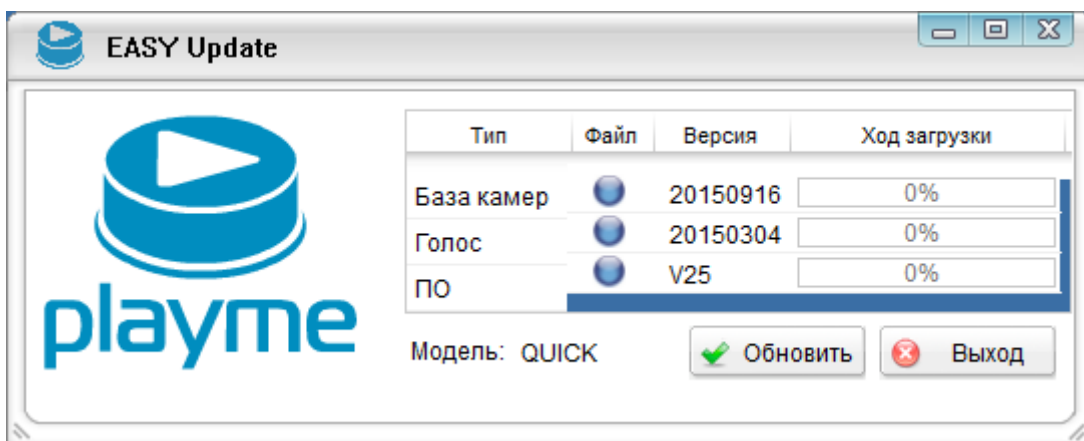 EASY Update
playme
Тип Файл Версия Ход загрузки
База камер 20150916 0%
Голос 20150304 0%
ПО V25 0%
Модель: QUICK Обновить Выход